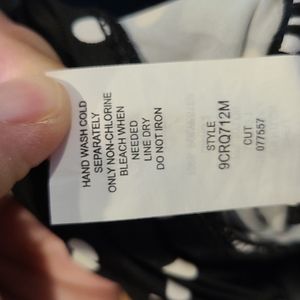 HAND WASH COLD
SEPARATELY
ONLY NON-CHLORINE
BLEACH WHEN
NEEDED
LINE DRY
DO NOT IRON
STYLE
9CRQ712M
CUT
077557